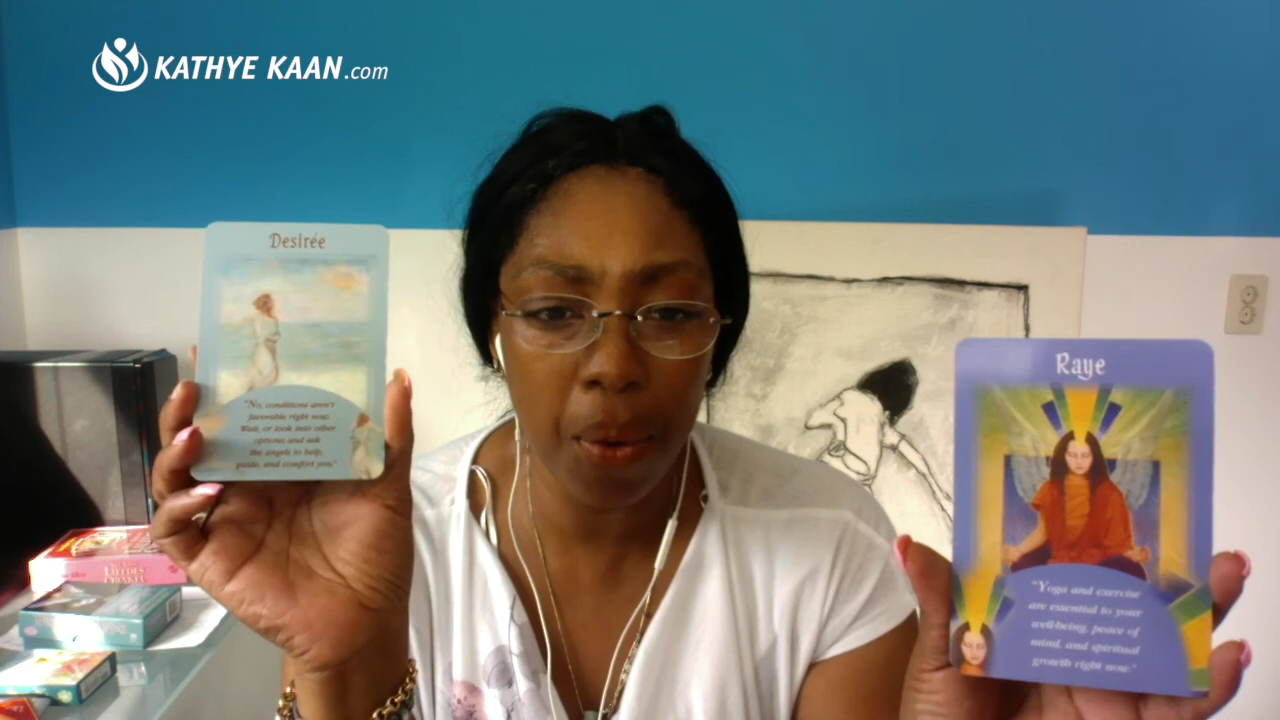 KATHYE KAAN.com
Desirée
"No, conditions aren't
favorable right now.
Wait, or look into other
options; and ask
the angels to help,
guide, and comfort you."
Raye
"Yoga and exercise
are essential to your
well-being, peace of
mind, and spiritual
growth right now."